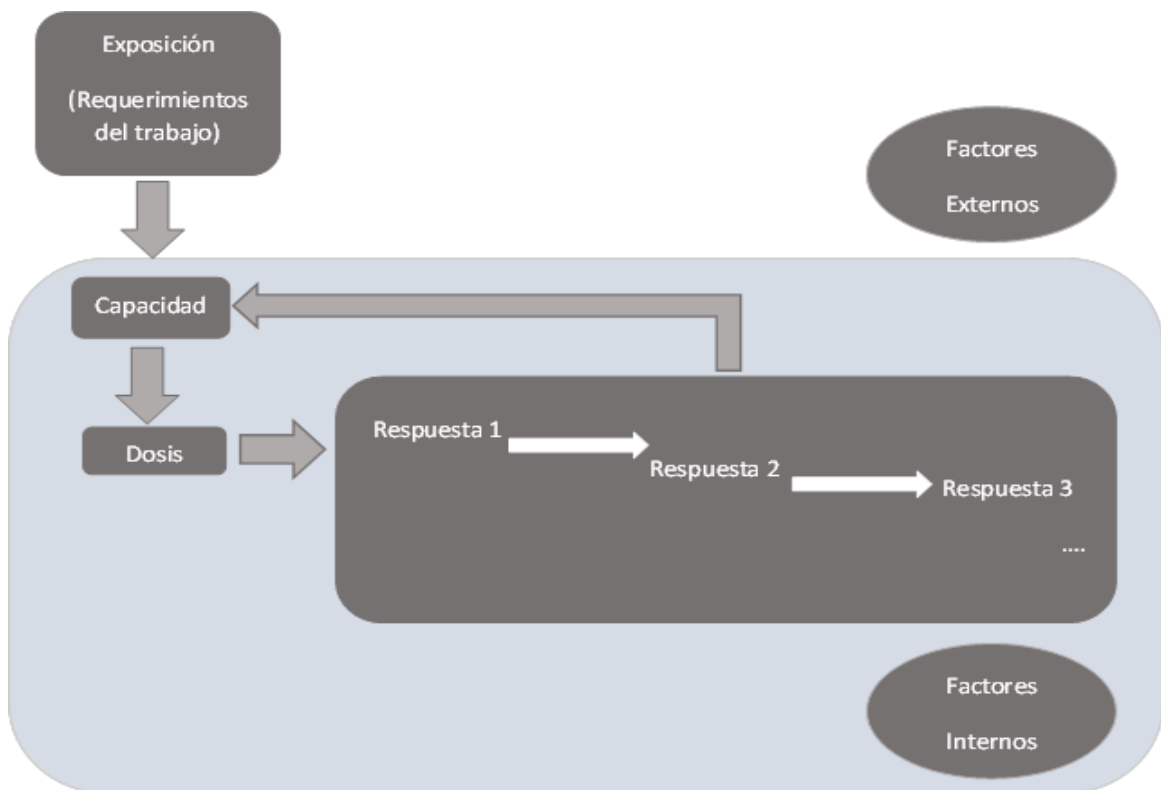 Exposición
(Requerimientos
del trabajo)
Factores
Externos
Capacidad
Dosis
Respuesta 1
Respuesta 2
Respuesta 3
....
Factores
Internos